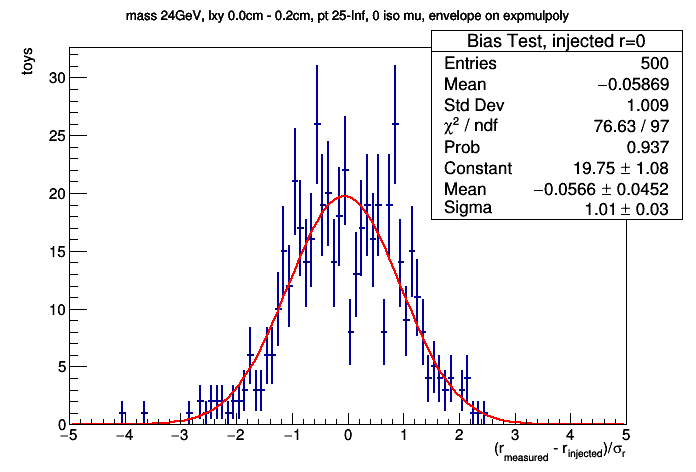 mass 24GeV, lxy 0.0cm - 0.2cm, pt 25-Inf, 0 iso mu, envelope on expmulpoly
toys
Bias Test, injected r=0
Entries 500
Mean −0.05869
Std Dev 1.009
χ² / ndf 76.63 / 97
Prob 0.937
Constant 19.75 ± 1.08
Mean −0.0566 ± 0.0452
Sigma 1.01 ± 0.03
30
25
20
15
10
5
0
−5 −4 −3 −2 −1 0 1 2 3 4 5
(r_measured - r_injected)/σ_r